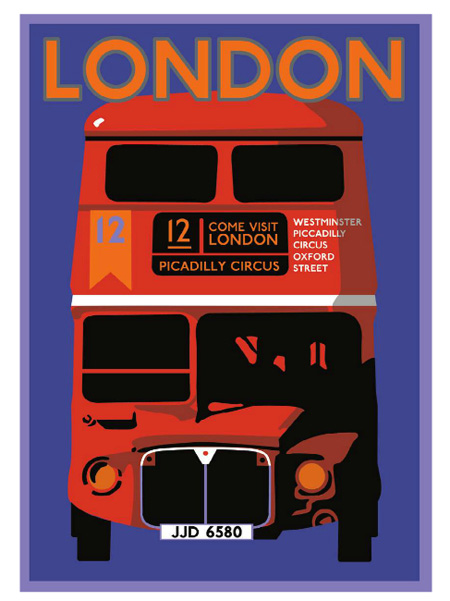 LONDON
12
12
COME VISIT
LONDON
PICADILLY CIRCUS
WESTMINSTER
PICCADILLY
CIRCUS
OXFORD
STREET
JJD 6580